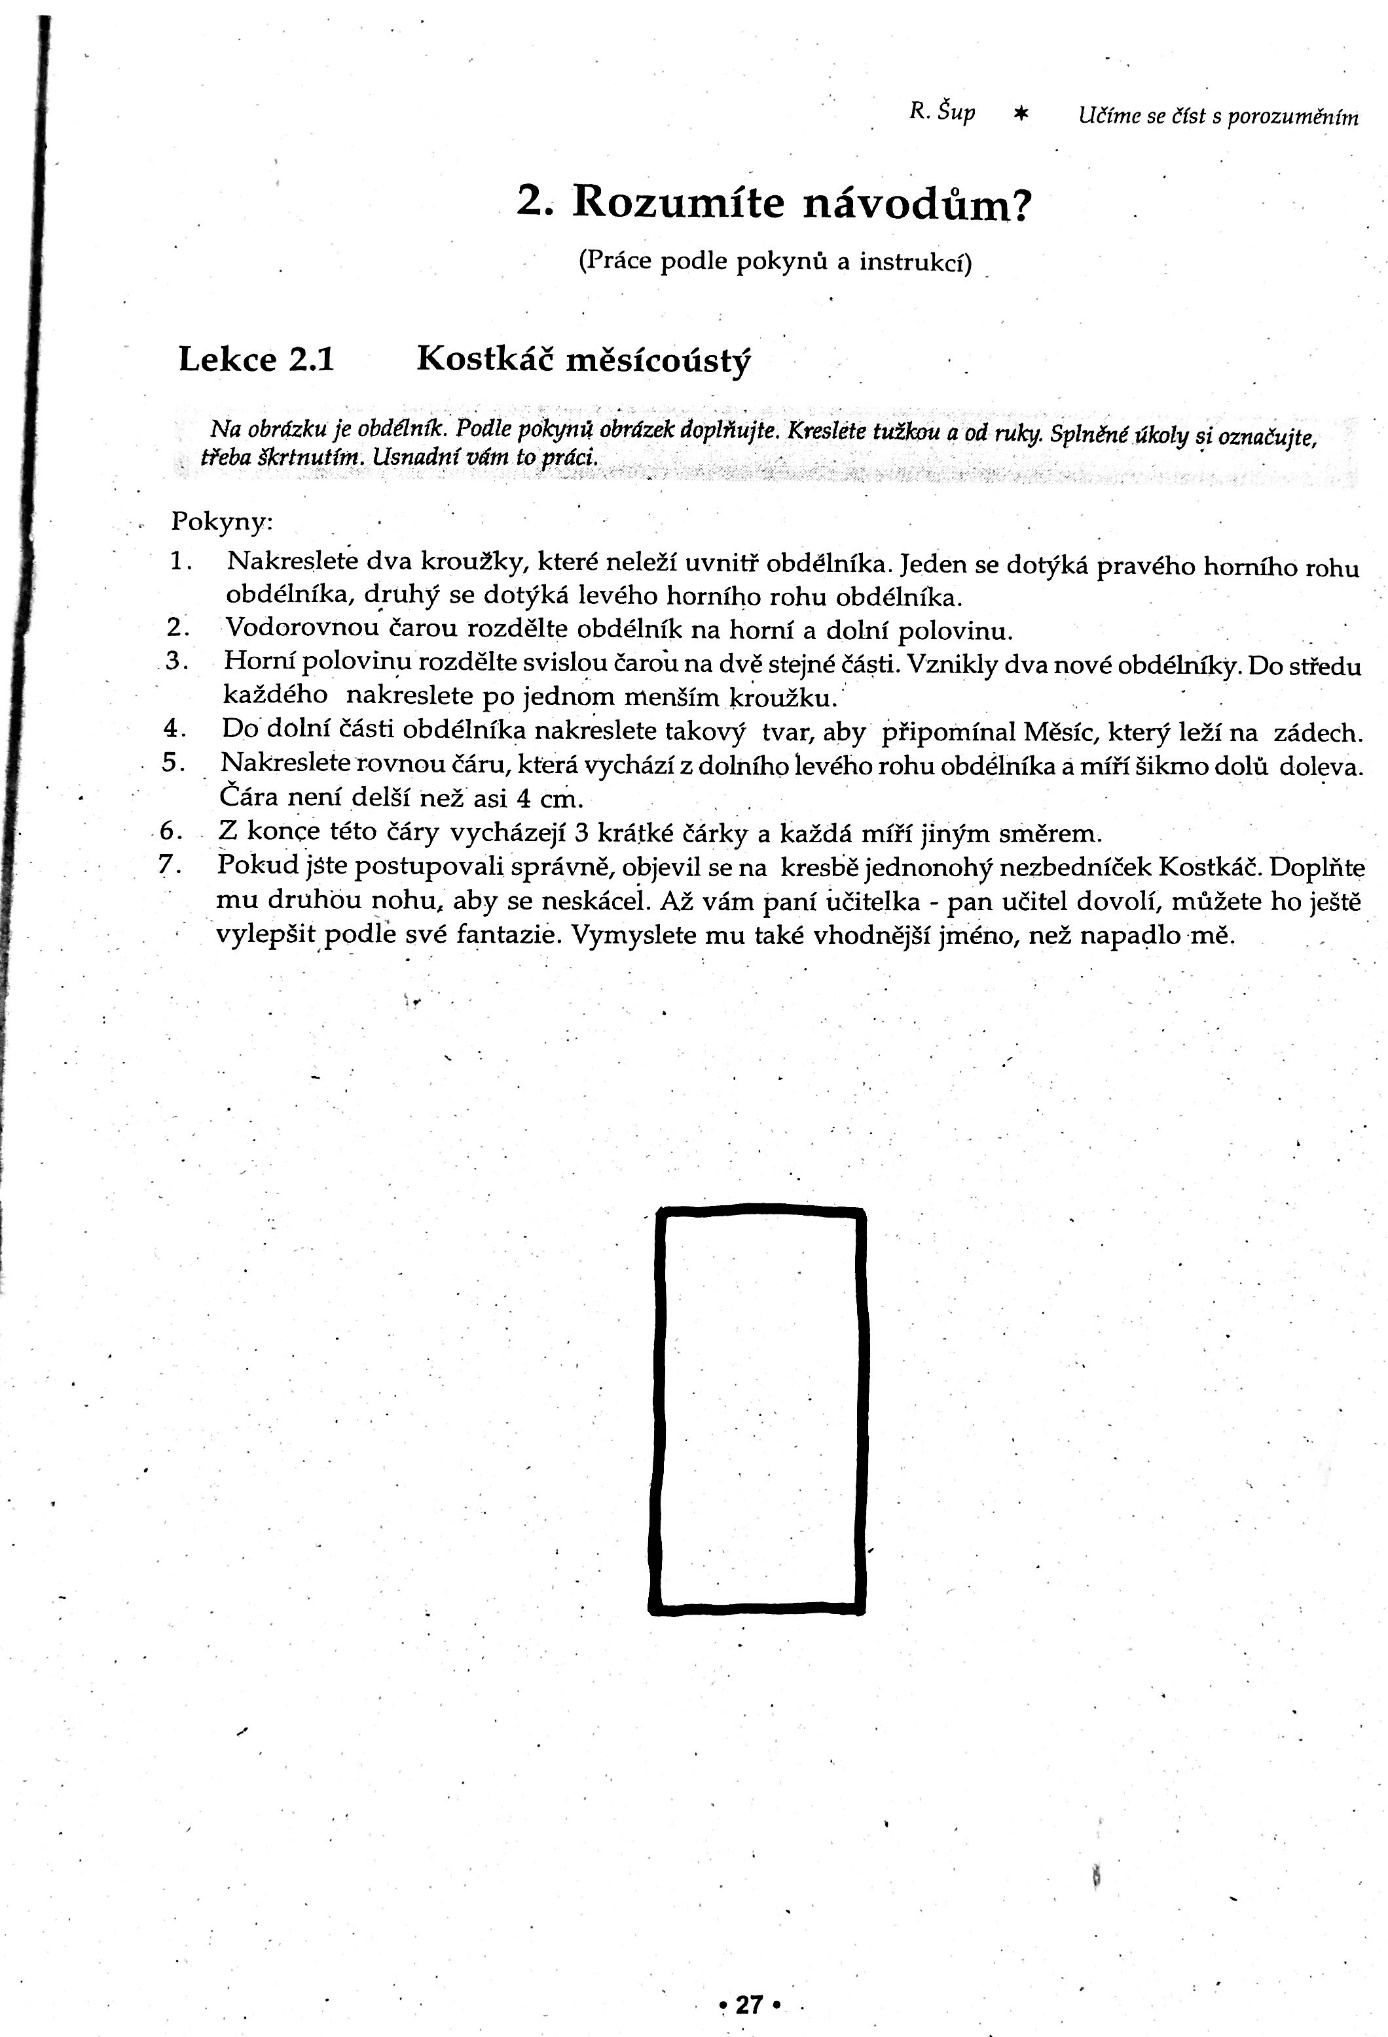 R. Šup ✶ Učíme se číst s porozuměním
2. Rozumíte návodům?
(Práce podle pokynů a instrukcí)
Lekce 2.1 Kostkáč měsícoústý
Na obrázku je obdélník. Podle pokynů obrázek doplňujte. Kreslete tužkou a od ruky. Splněné úkoly si označujte,
třeba škrtnutím. Usnadní vám to práci.
Pokyny:
1. Nakreslete dva kroužky, které neleží uvnitř obdélníka. Jeden se dotýká pravého horního rohu
obdélníka, druhý se dotýká levého horního rohu obdélníka.
2. Vodorovnou čarou rozdělte obdélník na horní a dolní polovinu.
3. Horní polovinu rozdělte svislou čarou na dvě stejné části. Vznikly dva nové obdélníky. Do středu
každého nakreslete po jednom menším kroužku.
4. Do dolní části obdélníka nakreslete takový tvar, aby připomínal Měsíc, který leží na zádech.
5. Nakreslete rovnou čáru, která vychází z dolního levého rohu obdélníka a míří šikmo dolů doleva.
Čára není delší než asi 4 cm.
6. Z konce této čáry vycházejí 3 krátké čárky a každá míří jiným směrem.
7. Pokud jste postupovali správně, objevil se na kresbě jednonohý nezbedníček Kostkáč. Doplňte
mu druhou nohu, aby se neskácel. Až vám paní učitelka - pan učitel dovolí, můžete ho ještě
vylepšit podle své fantazie. Vymyslete mu také vhodnější jméno, než napadlo mě.
• 27 •